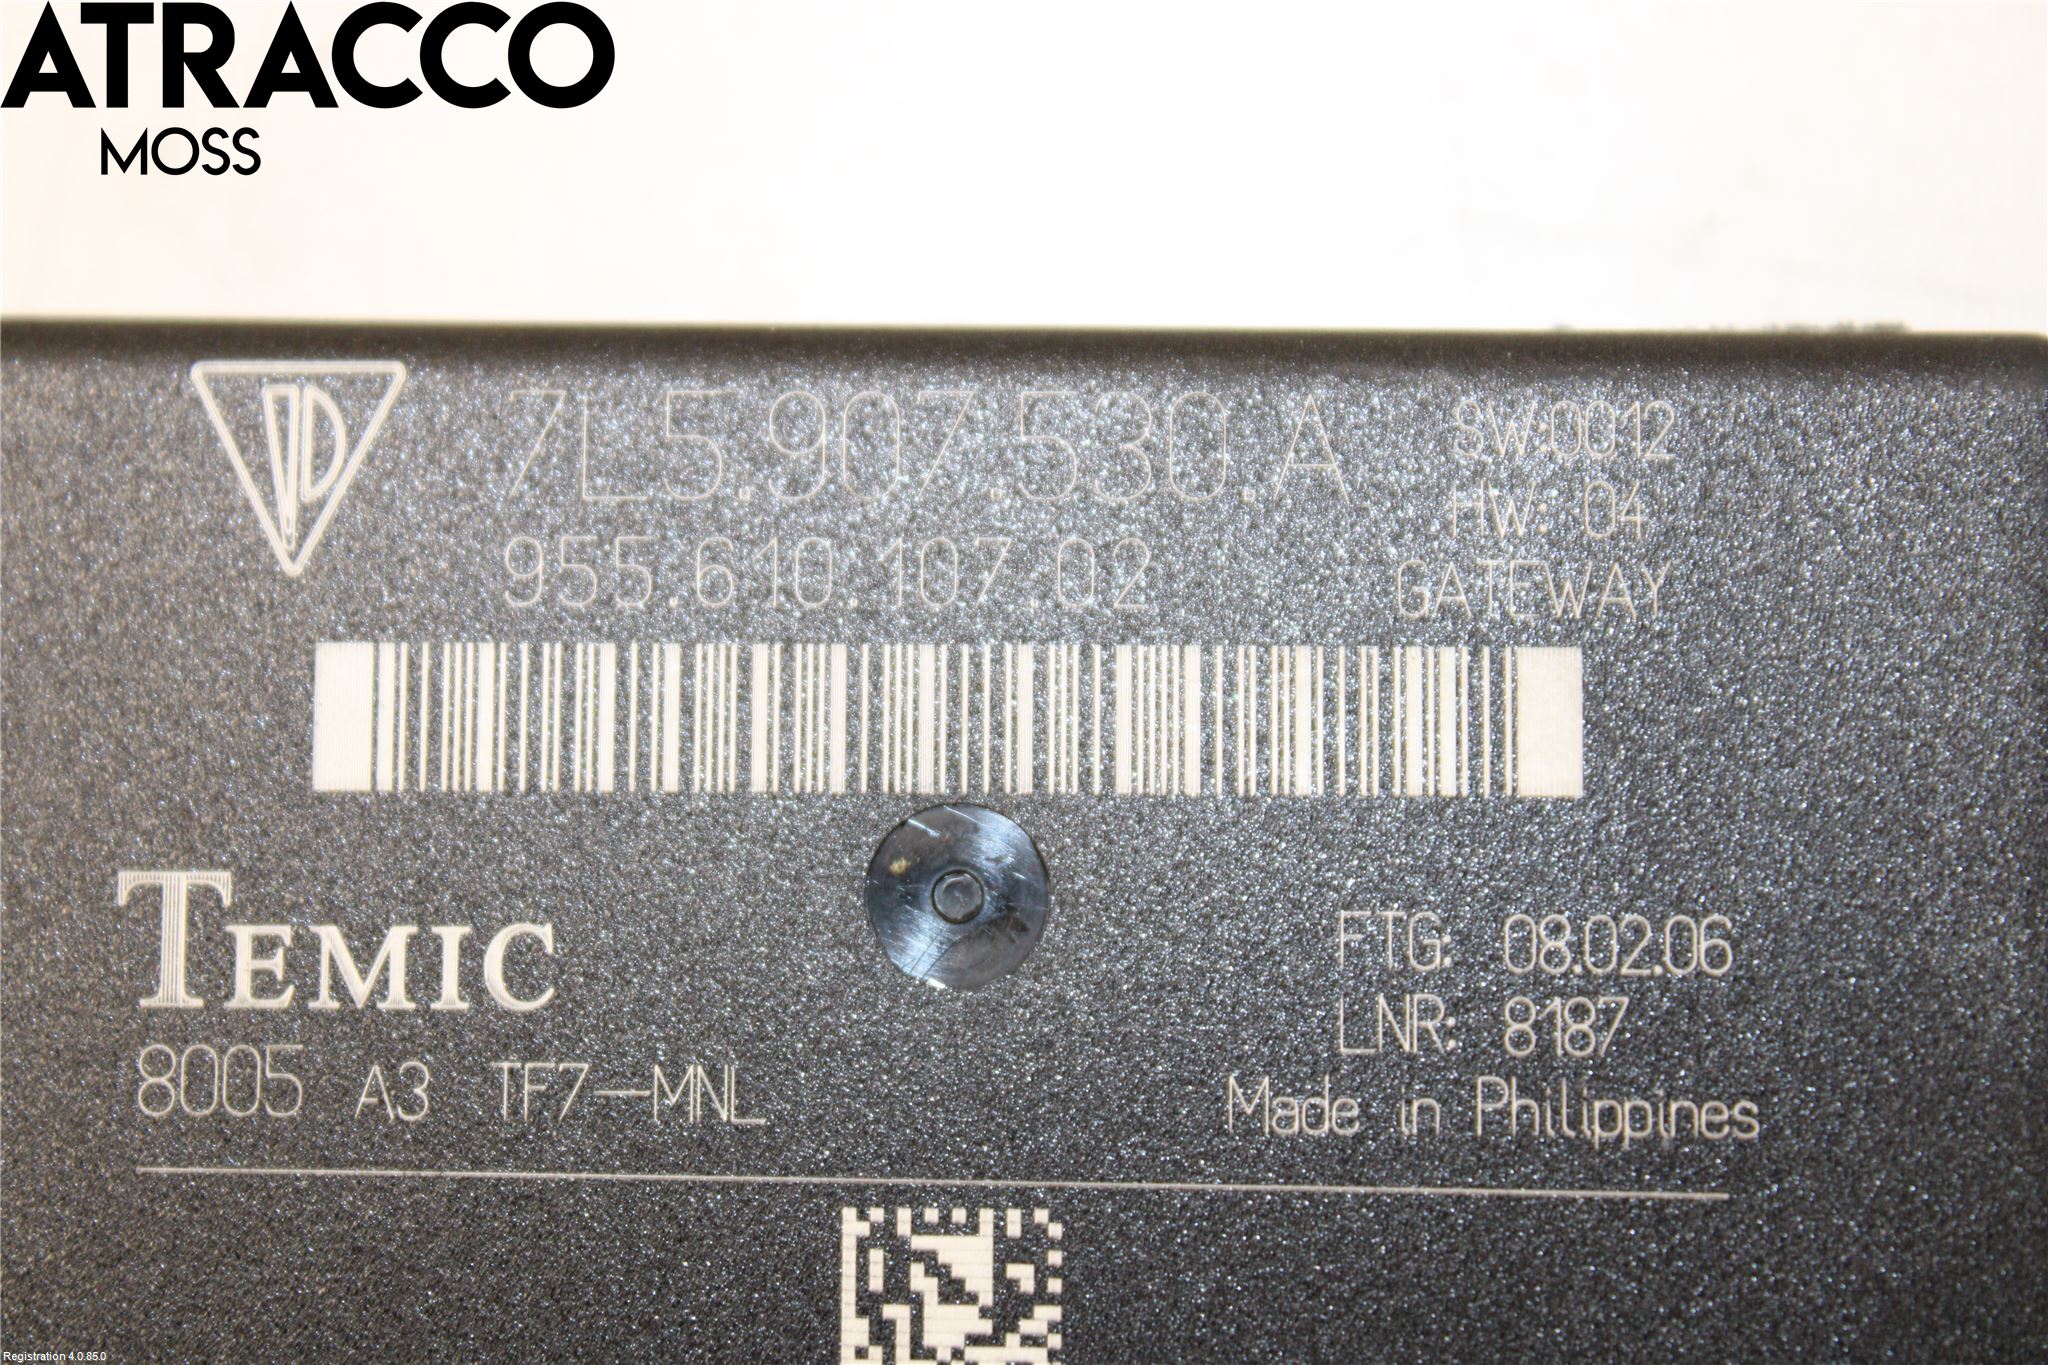 ATRACCO
MOSS
7L5.907.530.A
SW:0012
HW: 04
955.610.107.02
GATEWAY
TEMIC
8005 A3 TF7-MNL
FTG: 08.02.06
LNR: 8187
Made in Philippines
Registration 4.0.85.0